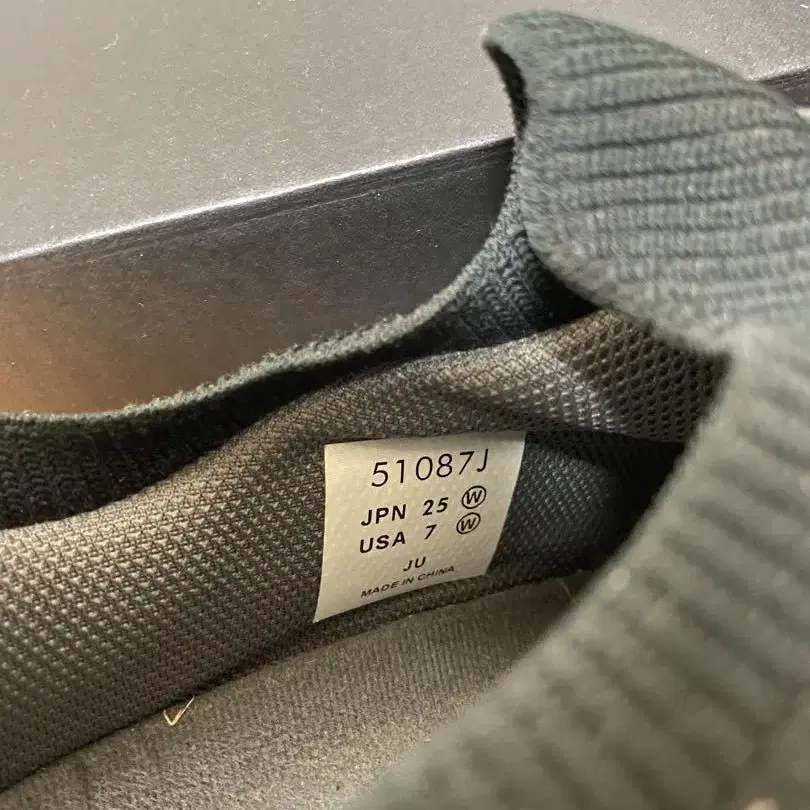 51087J
JPN 25 Ⓦ
USA 7 Ⓦ
JU
MADE IN CHINA